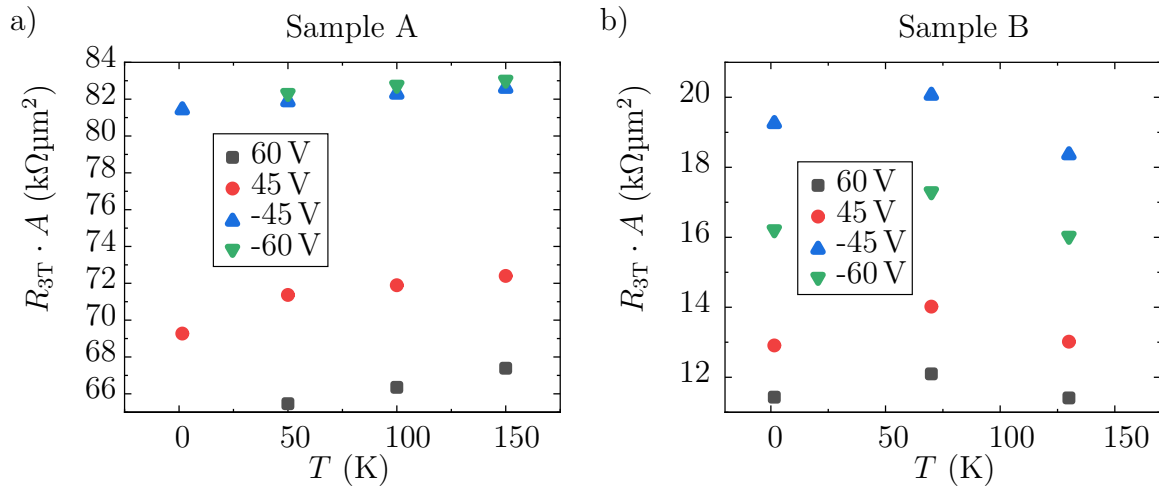 a)
Sample A
R3T · A (kΩµm²)
84
82
80
78
76
74
72
70
68
66
60 V
45 V
-45 V
-60 V
0
50
100
150
T (K)
b)
Sample B
R3T · A (kΩµm²)
20
18
16
14
12
60 V
45 V
-45 V
-60 V
0
50
100
150
T (K)